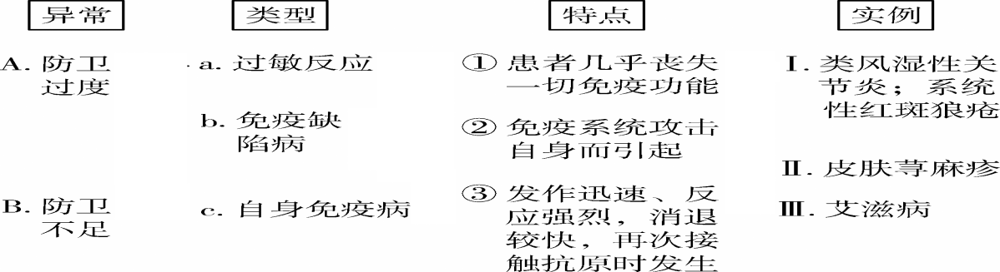 异常
类型
特点
实例
A. 防卫
过度
B. 防卫
不足
a. 过敏反应
b. 免疫缺
陷病
c. 自身免疫病
① 患者几乎丧失
一切免疫功能
② 免疫系统攻击
自身而引起
③ 发作迅速、反
应强烈，消退
较快，再次接
触抗原时发生
Ⅰ. 类风湿性关
节炎；系统
性红斑狼疮
Ⅱ. 皮肤荨麻疹
Ⅲ. 艾滋病